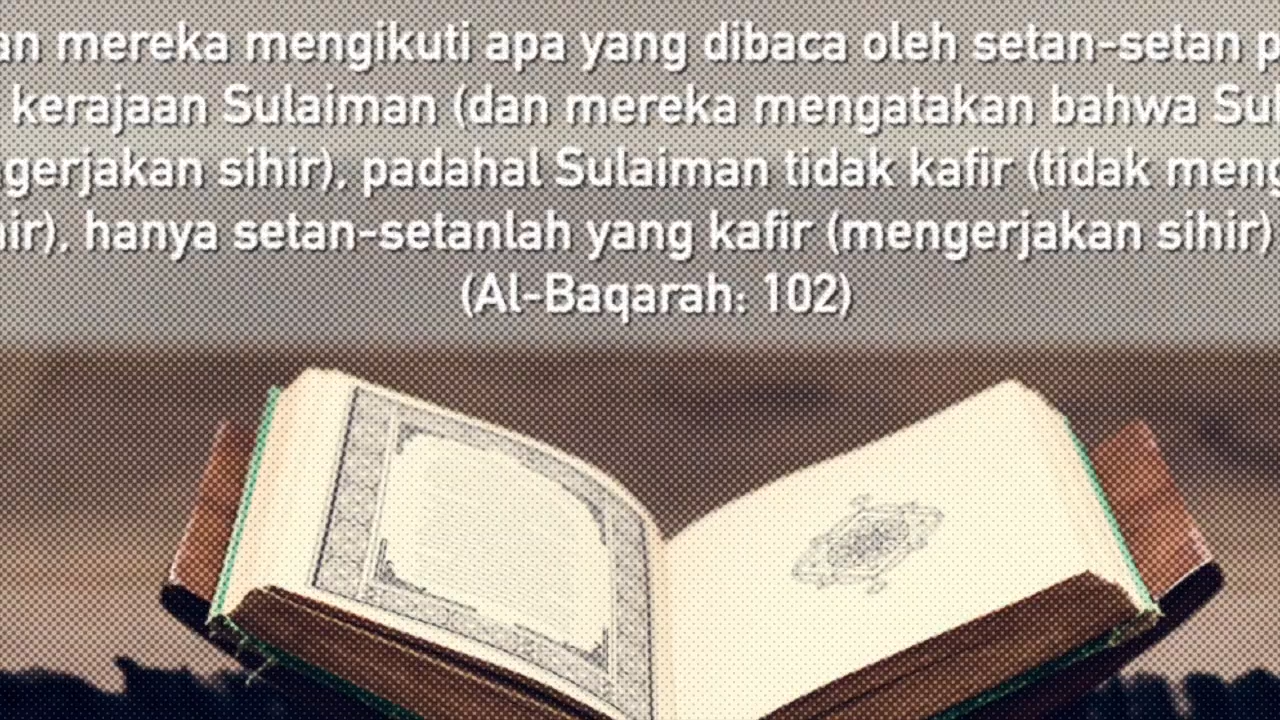 an mereka mengikuti apa yang dibaca oleh setan-setan p
kerajaan Sulaiman (dan mereka mengatakan bahwa Su
gerjakan sihir), padahal Sulaiman tidak kafir (tidak meng
ir), hanya setan-setanlah yang kafir (mengerjakan sihir)
(Al-Baqarah: 102)